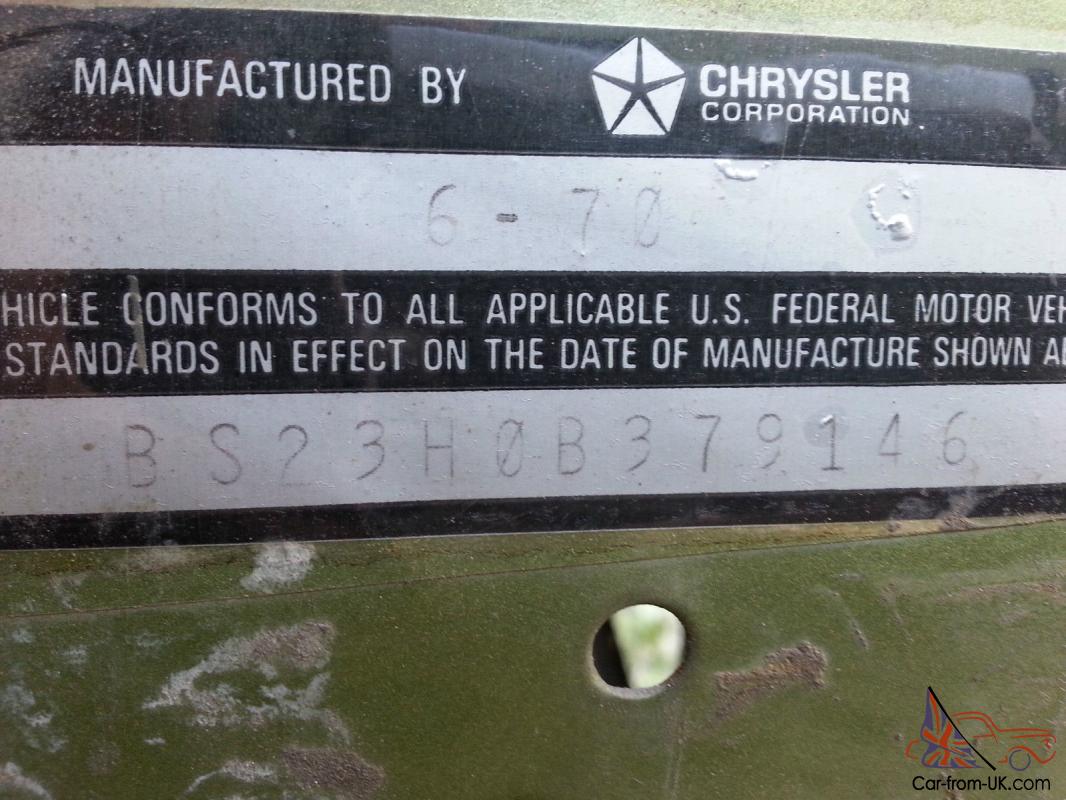 MANUFACTURED BY CHRYSLER CORPORATION
6-70
HICLE CONFORMS TO ALL APPLICABLE U.S. FEDERAL MOTOR VEH
STANDARDS IN EFFECT ON THE DATE OF MANUFACTURE SHOWN A
BS23H0B379146
Car-from-UK.com